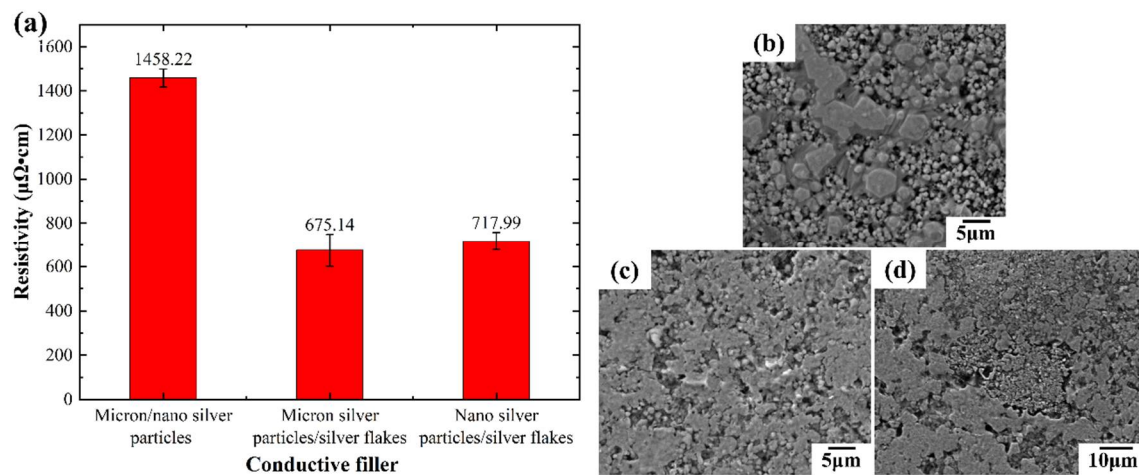 (a)
Resistivity (μΩ•cm)
1600
1400
1200
1000
800
600
400
200
0
1458.22
675.14
717.99
Micron/nano silver
particles
Micron silver
particles/silver flakes
Nano silver
particles/silver flakes
Conductive filler
(b)
5μm
(c)
5μm
(d)
10μm